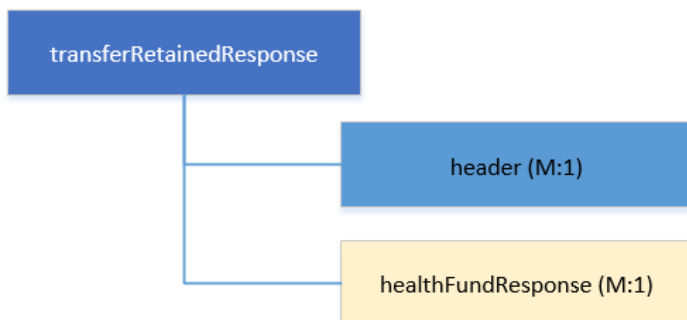 transferRetainedResponse
header (M:1)
healthFundResponse (M:1)